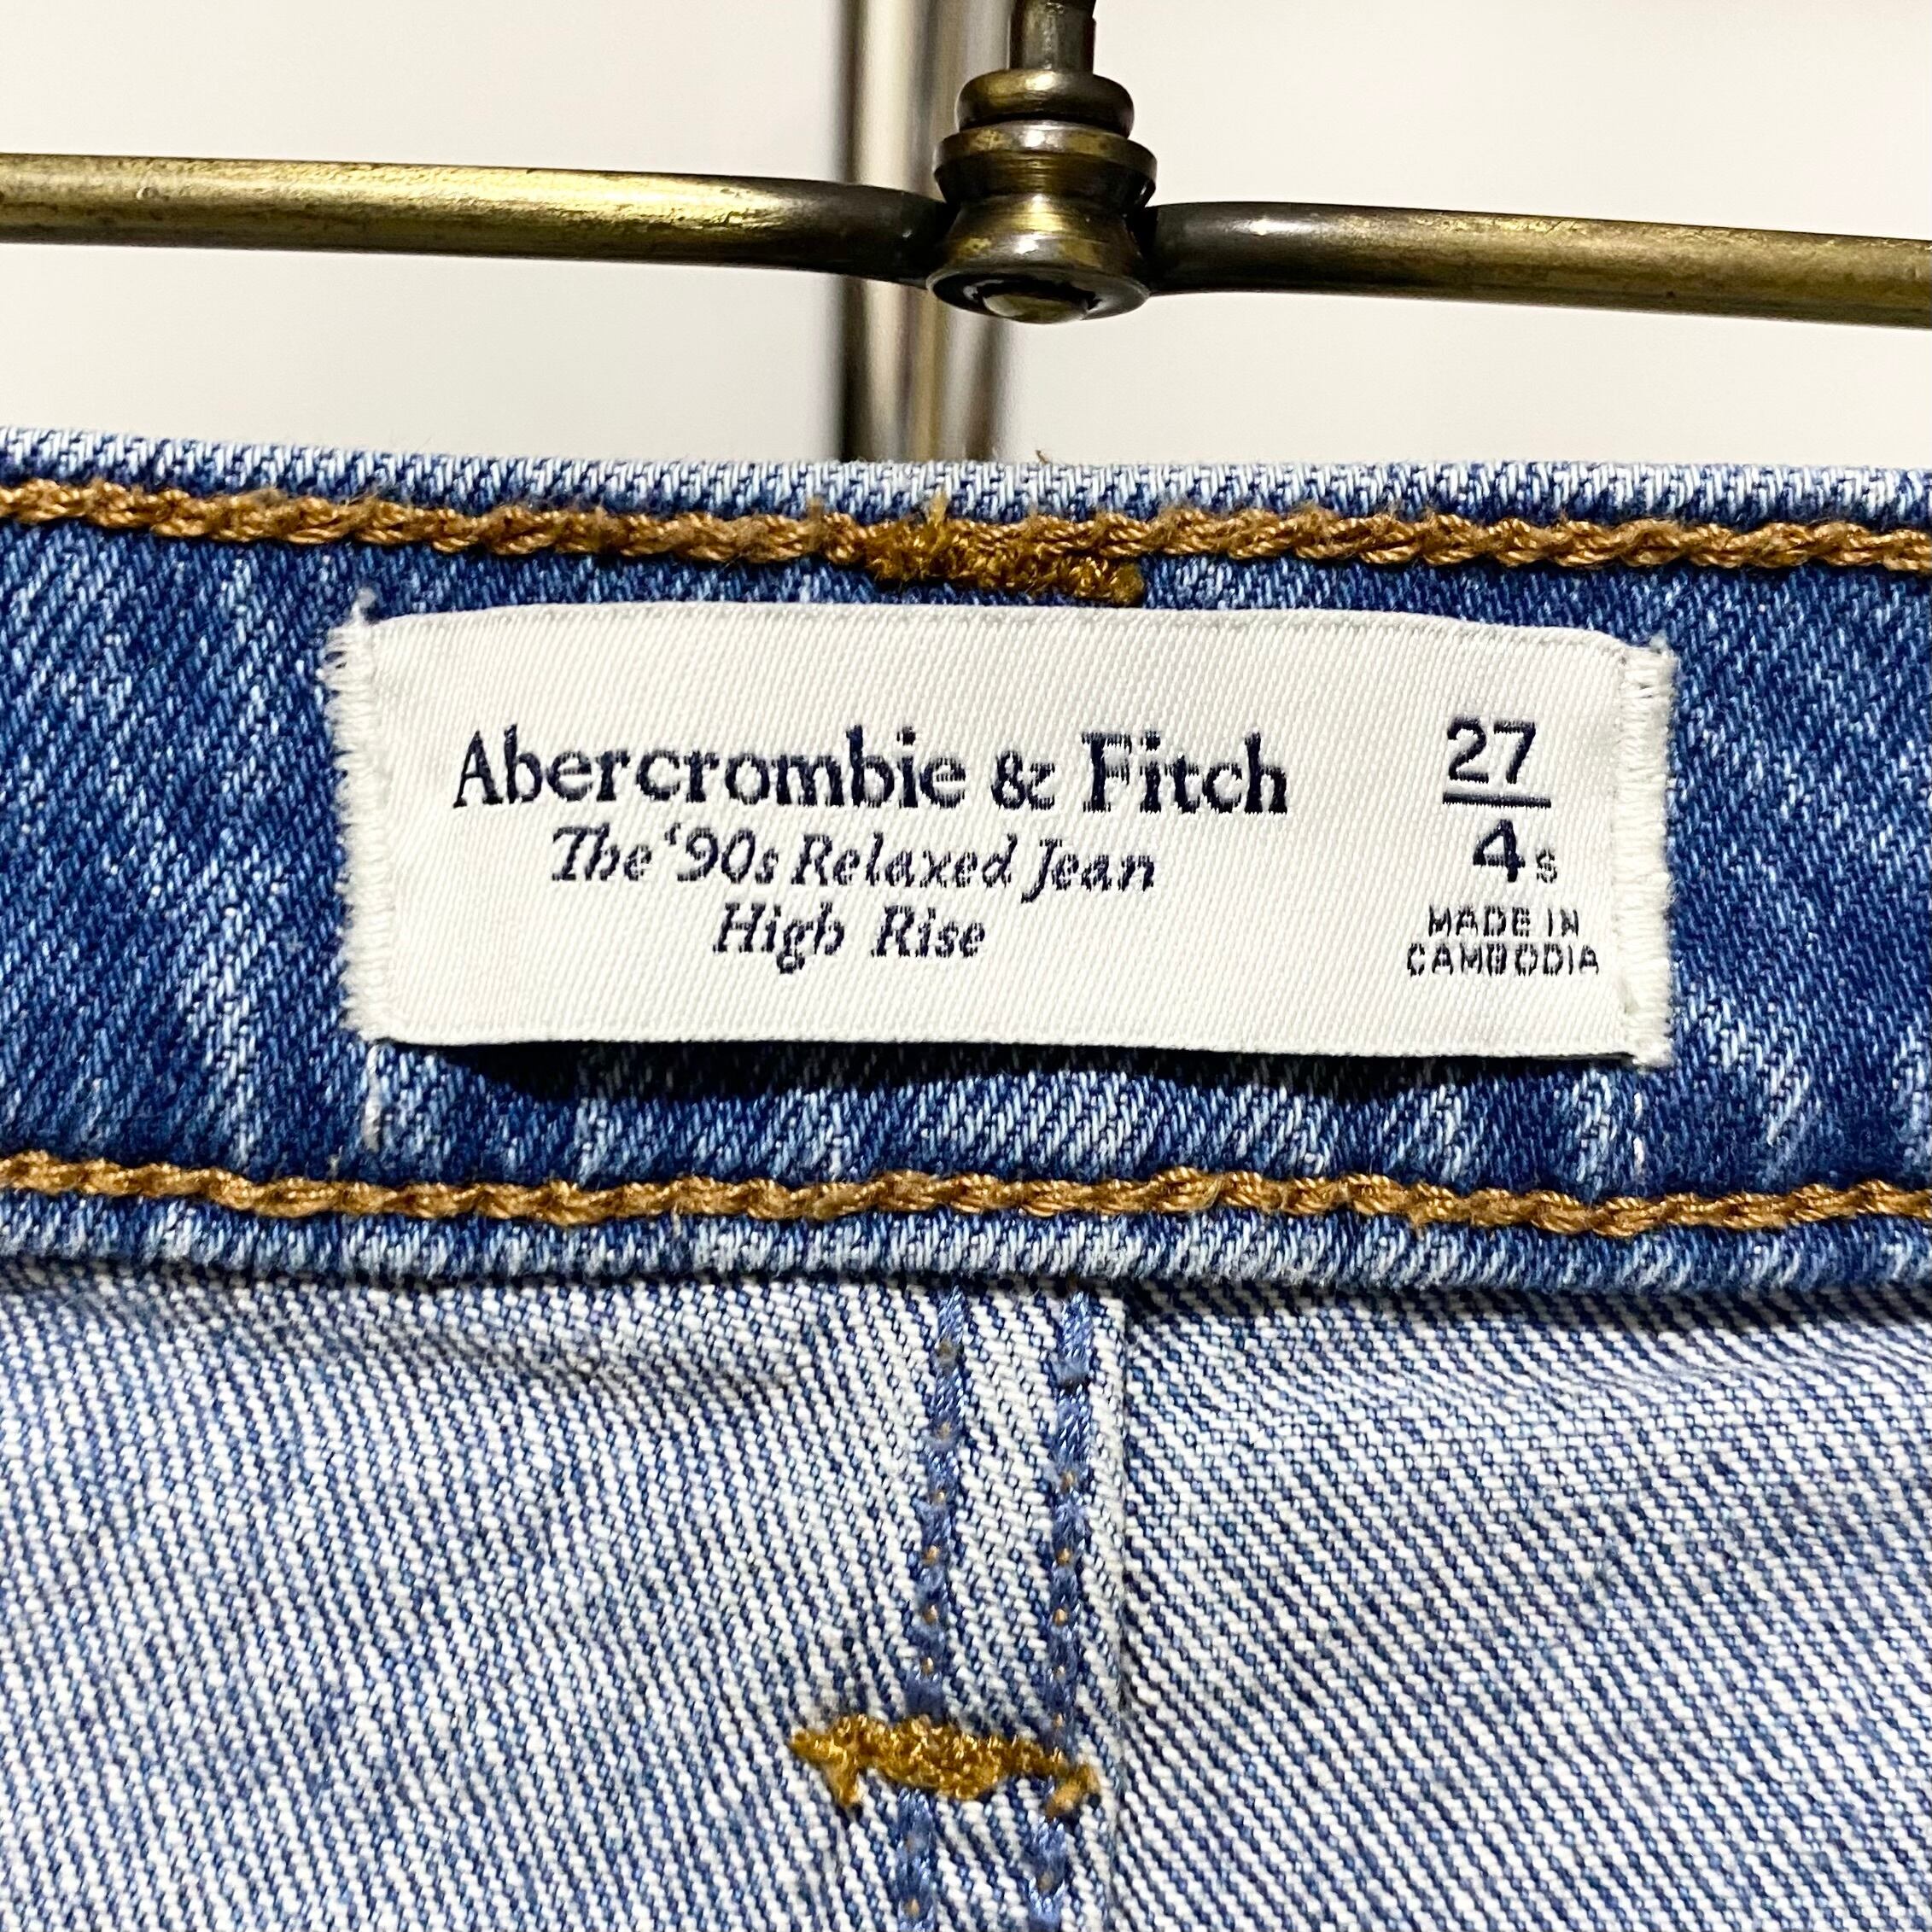 Abercrombie & Fitch
The ‘90s Relaxed Jean
High Rise
27
4s
MADE IN
CAMBODIA